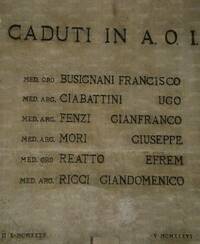 CADUTI IN A.O.I.
MED. ORO BUSIGNANI FRANCISCO
MED. ARG. CIABATTINI UGO
MED. ARG. FENZI GIANFRANCO
MED. ARG. MORI GIUSEPPE
MED. ORO REATTO EFREM
MED. ARG. RICCI GIANDOMENICO
V·MCMXXXVI